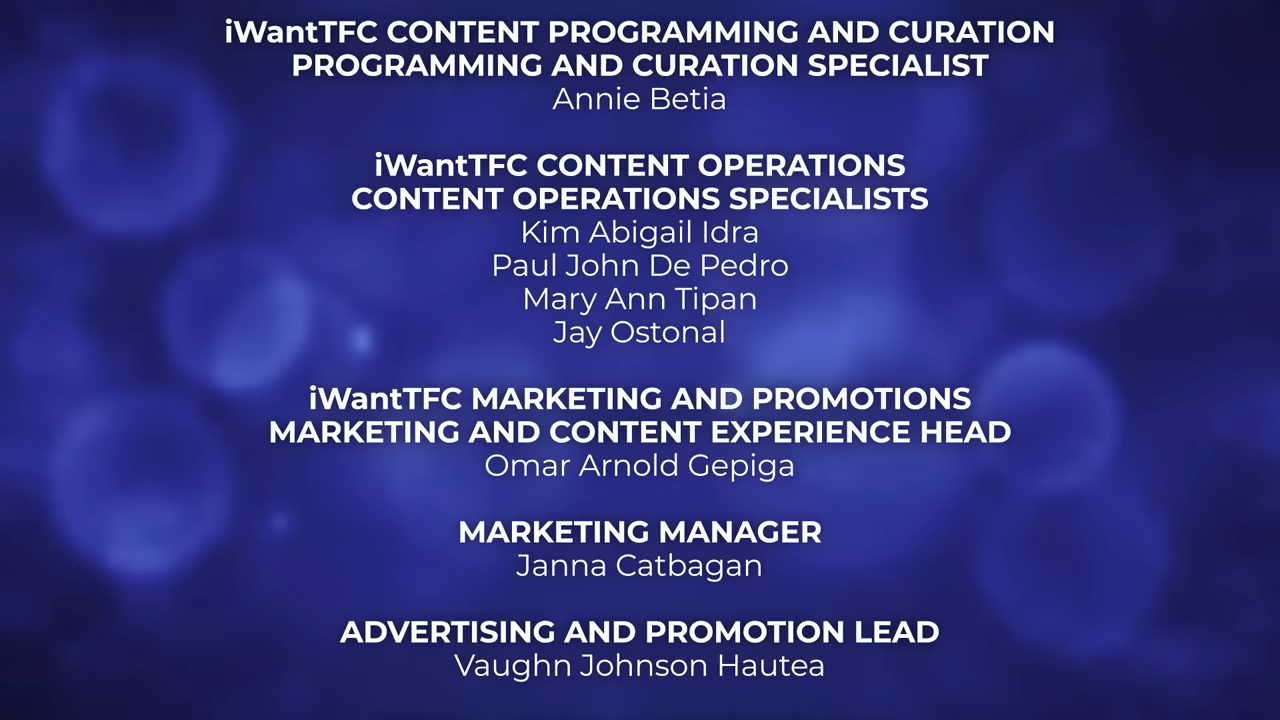 iWantTFC CONTENT PROGRAMMING AND CURATION
PROGRAMMING AND CURATION SPECIALIST
Annie Betia
iWantTFC CONTENT OPERATIONS
CONTENT OPERATIONS SPECIALISTS
Kim Abigail Idra
Paul John De Pedro
Mary Ann Tipan
Jay Ostonal
iWantTFC MARKETING AND PROMOTIONS
MARKETING AND CONTENT EXPERIENCE HEAD
Omar Arnold Gepiga
MARKETING MANAGER
Janna Catbagan
ADVERTISING AND PROMOTION LEAD
Vaughn Johnson Hautea